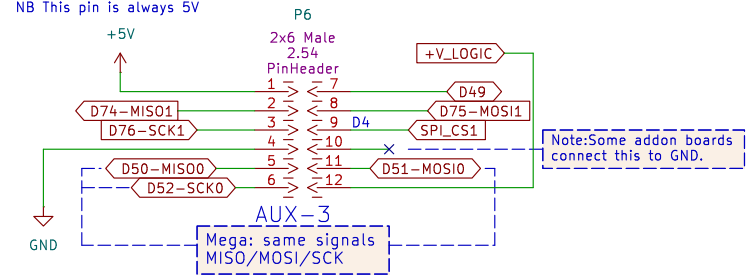 NB This pin is always 5V
P6
+5V
2x6 Male
2.54
PinHeader
+V_LOGIC
1
7
D49
D74-MISO1
2
8
D75-MOSI1
D76-SCK1
3
9
D4
SPI_CS1
4
10
Note:Some addon boards
connect this to GND.
D50-MISO0
5
11
D51-MOSI0
D52-SCK0
6
12
AUX-3
GND
Mega: same signals
MISO/MOSI/SCK